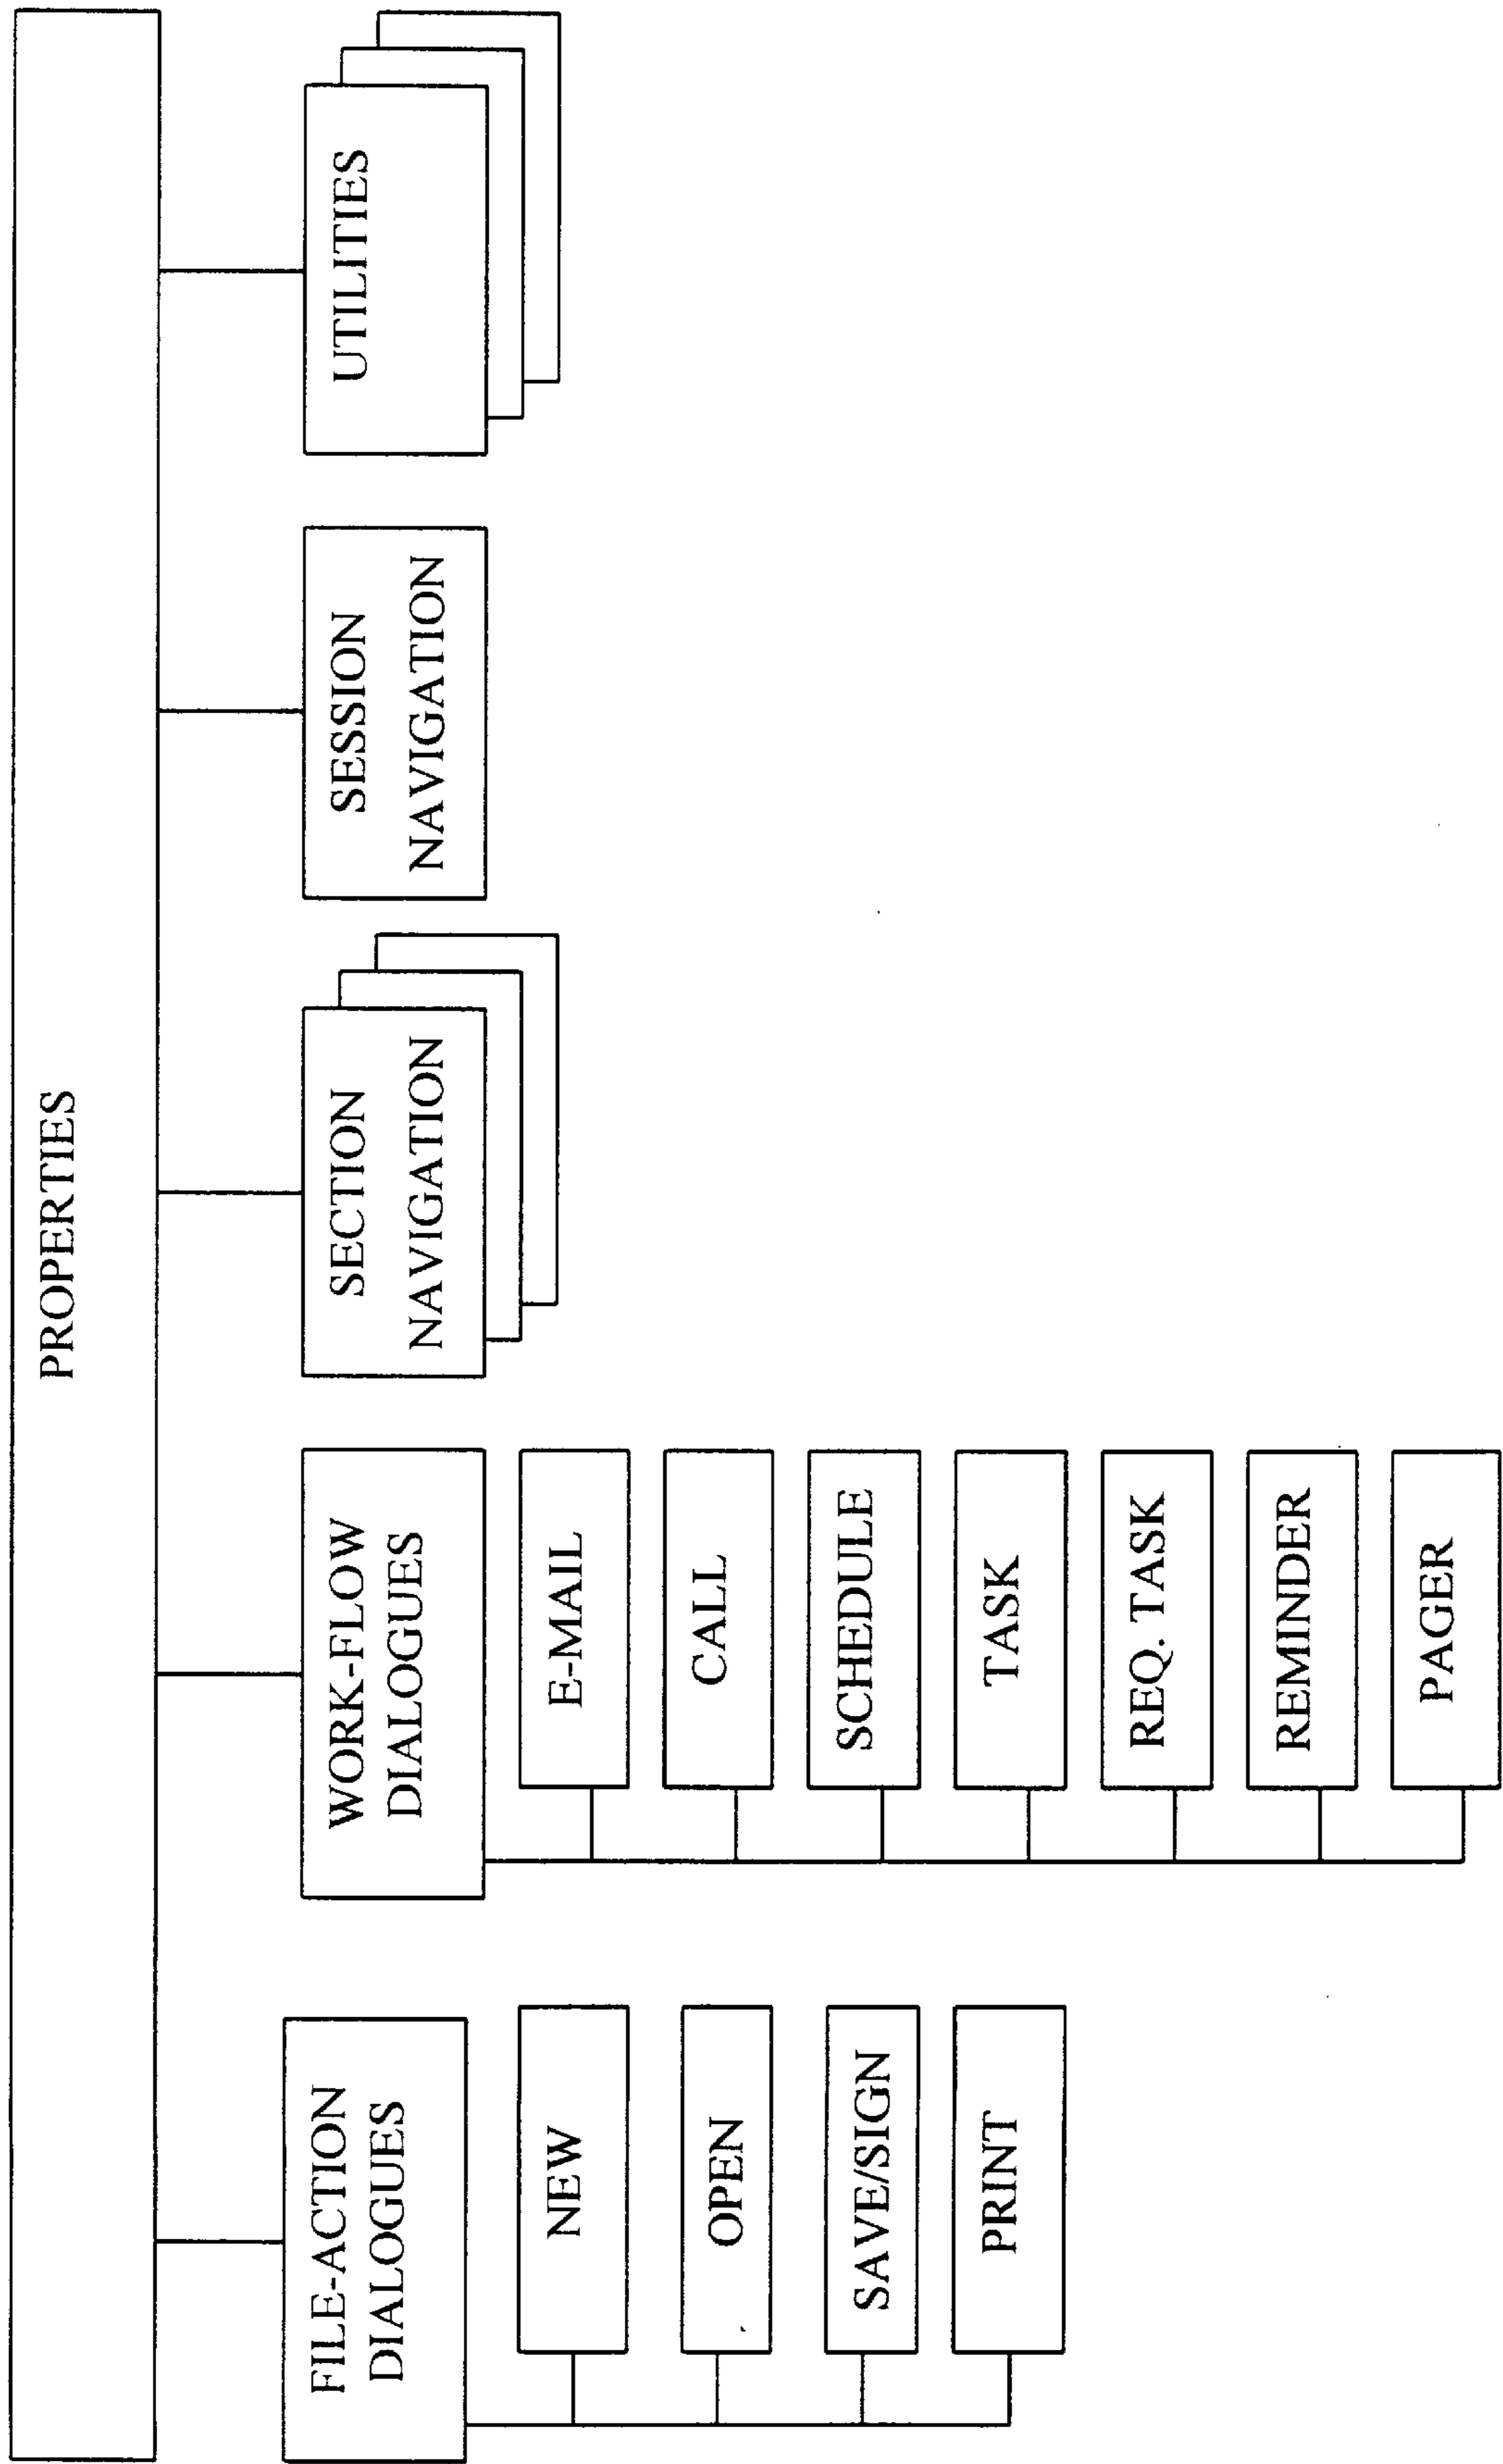 PROPERTIES
FILE-ACTION
DIALOGUES
NEW
OPEN
SAVE/SIGN
PRINT
WORK-FLOW
DIALOGUES
E-MAIL
CALL
SCHEDULE
TASK
REQ. TASK
REMINDER
PAGER
SECTION
NAVIGATION
SESSION
NAVIGATION
UTILITIES